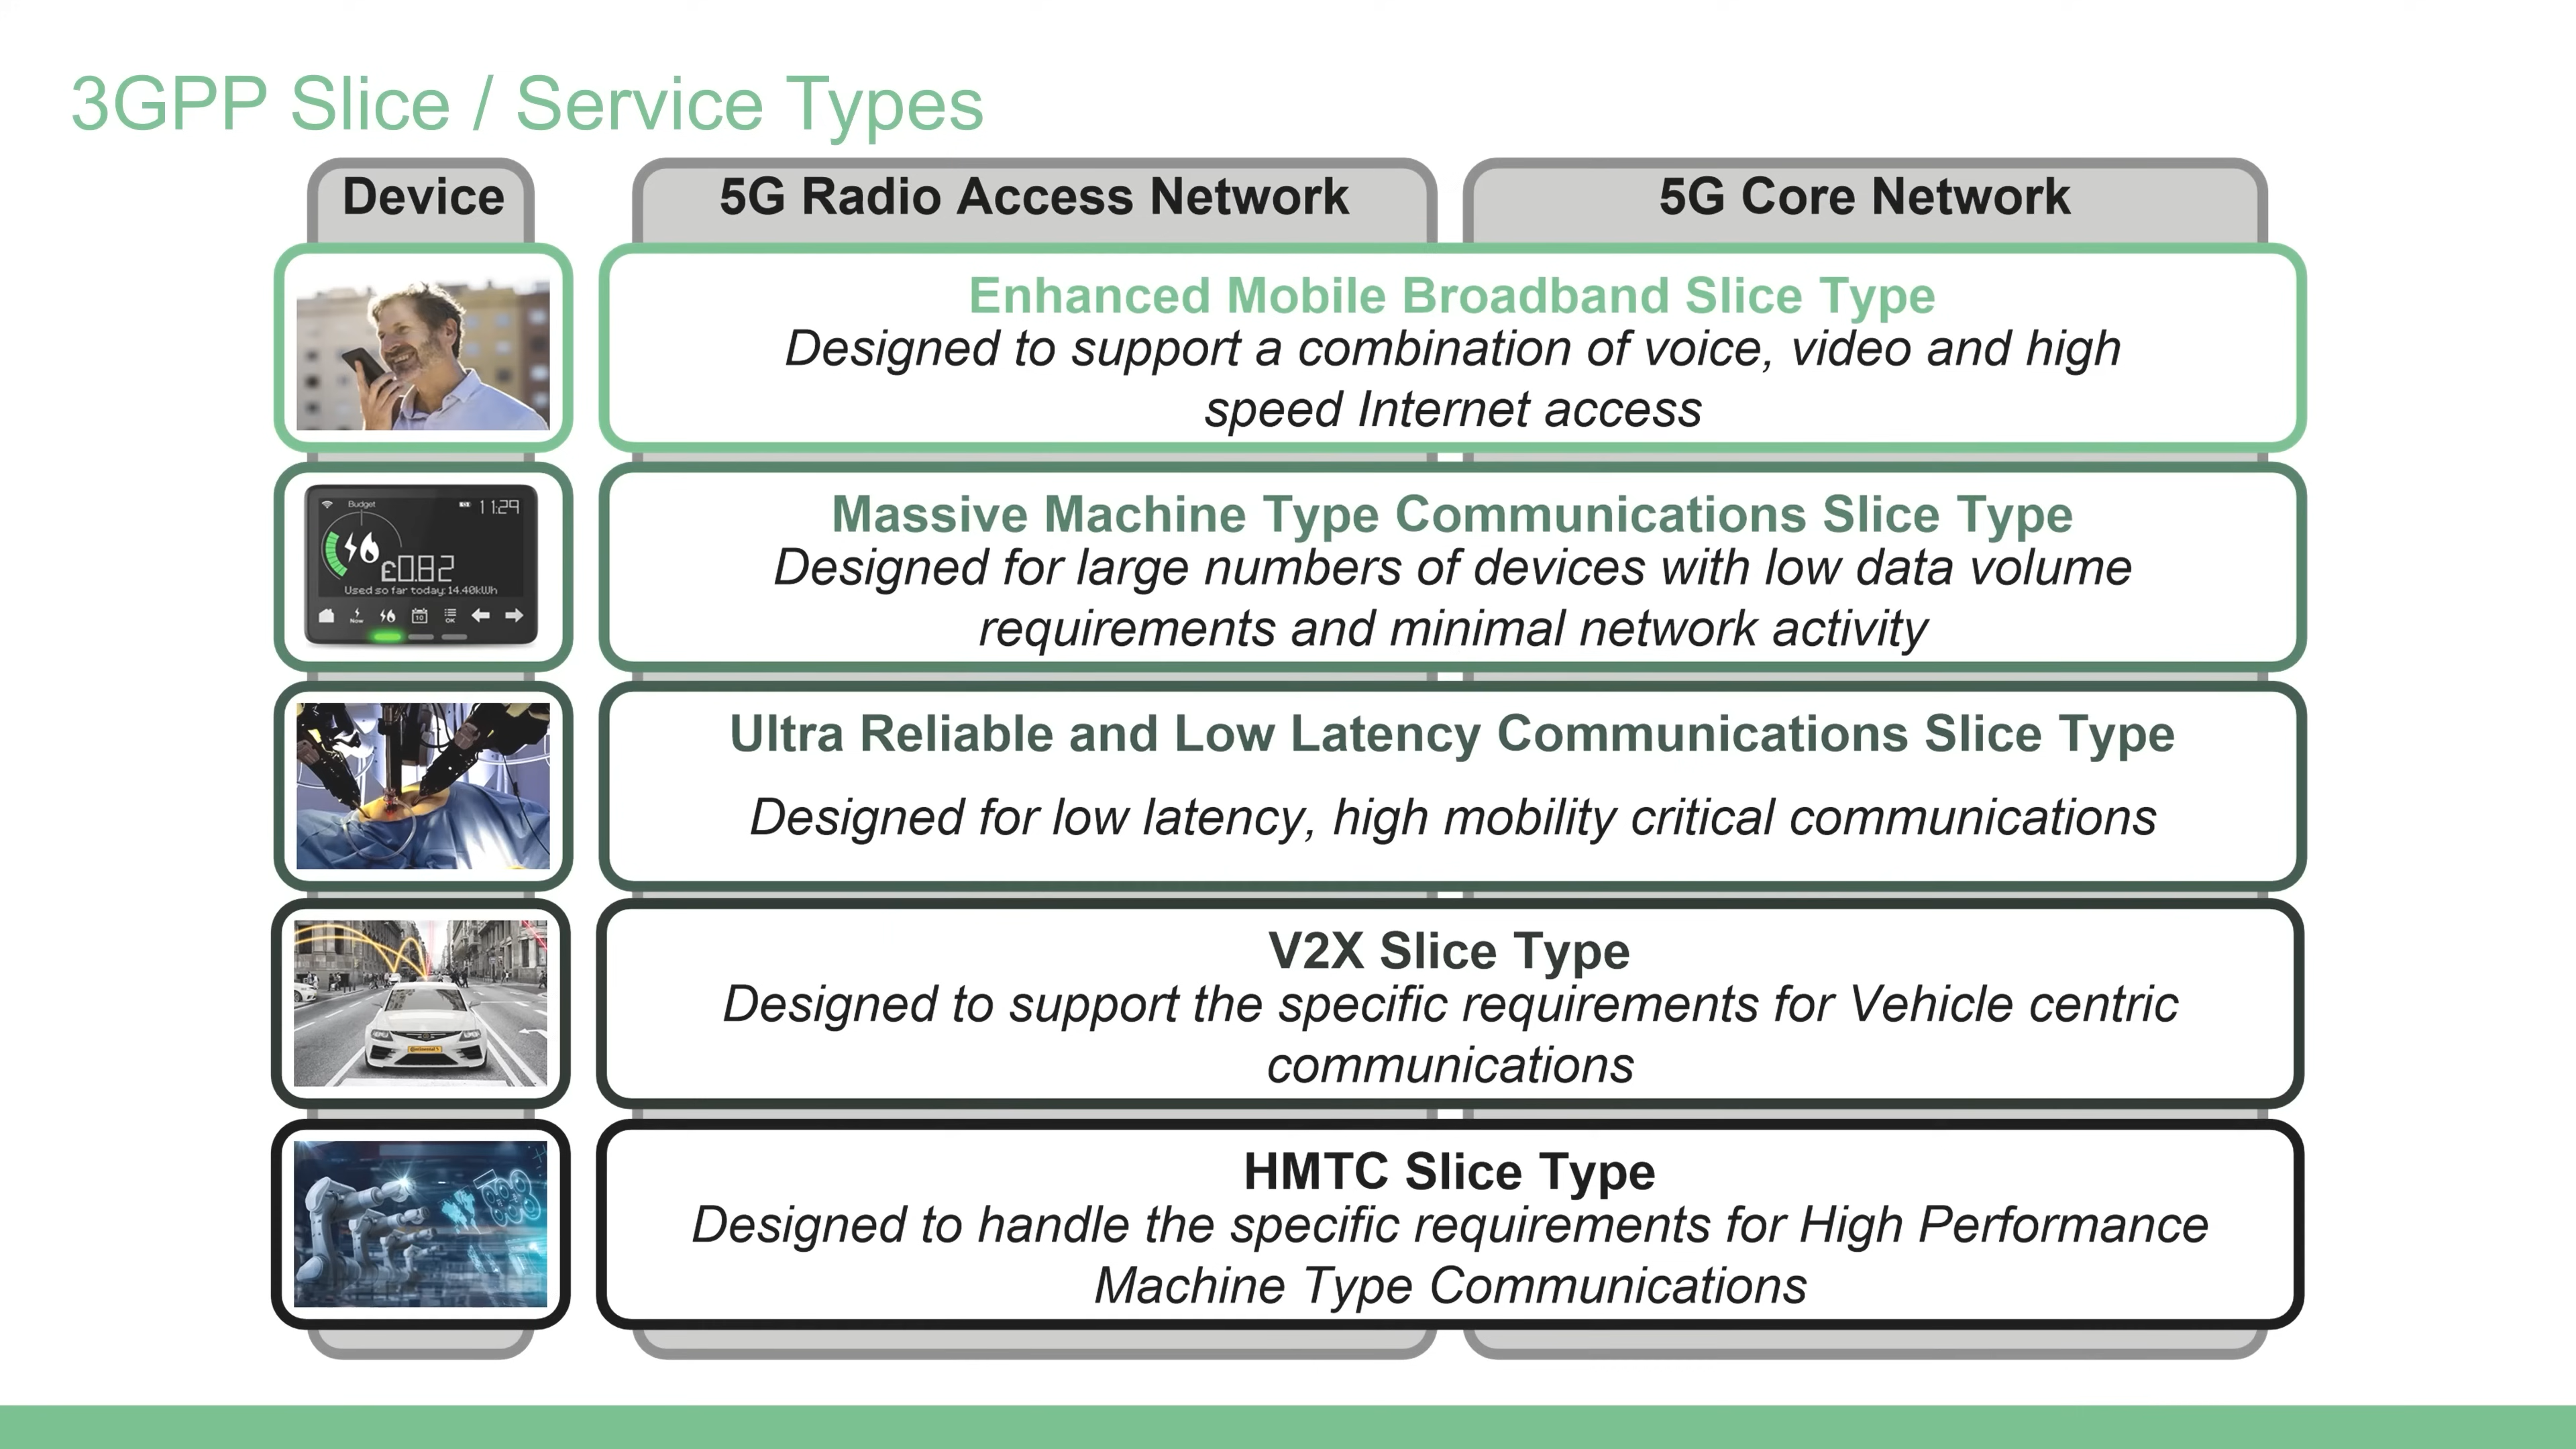 3GPP Slice / Service Types
Device
5G Radio Access Network
5G Core Network
Enhanced Mobile Broadband Slice Type
Designed to support a combination of voice, video and high
speed Internet access
Budget
11:29
£0.82
Used so far today: 14.40kWh
Now
10
OK
Massive Machine Type Communications Slice Type
Designed for large numbers of devices with low data volume
requirements and minimal network activity
Ultra Reliable and Low Latency Communications Slice Type
Designed for low latency, high mobility critical communications
V2X Slice Type
Designed to support the specific requirements for Vehicle centric
communications
HMTC Slice Type
Designed to handle the specific requirements for High Performance
Machine Type Communications